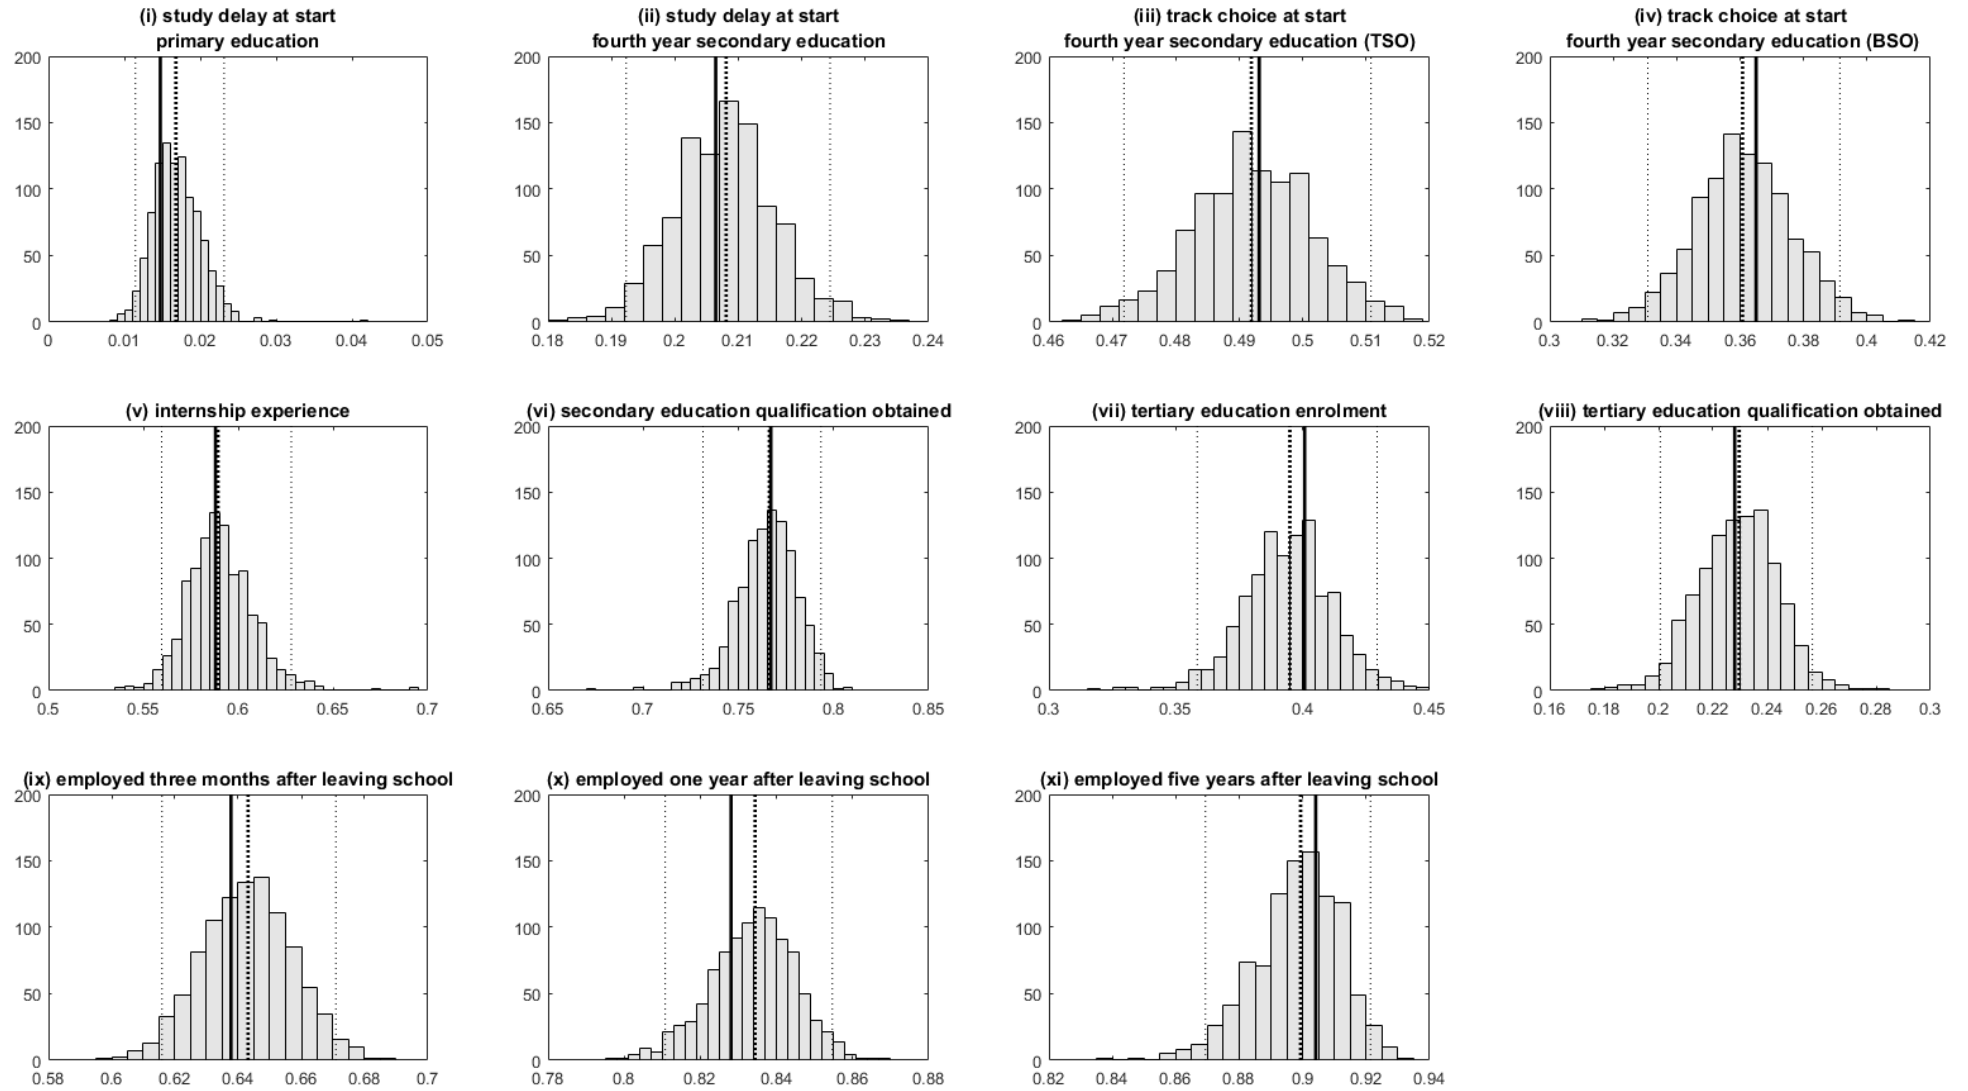 (i) study delay at start
primary education
200
150
100
50
0
0 0.01 0.02 0.03 0.04 0.05
(ii) study delay at start
fourth year secondary education
200
150
100
50
0
0.18 0.19 0.2 0.21 0.22 0.23 0.24
(iii) track choice at start
fourth year secondary education (TSO)
200
150
100
50
0
0.46 0.47 0.48 0.49 0.5 0.51 0.52
(iv) track choice at start
fourth year secondary education (BSO)
200
150
100
50
0
0.3 0.32 0.34 0.36 0.38 0.4 0.42
(v) internship experience
200
150
100
50
0
0.5 0.55 0.6 0.65 0.7
(vi) secondary education qualification obtained
200
150
100
50
0
0.65 0.7 0.75 0.8 0.85
(vii) tertiary education enrolment
200
150
100
50
0
0.3 0.35 0.4 0.45
(viii) tertiary education qualification obtained
200
150
100
50
0
0.16 0.18 0.2 0.22 0.24 0.26 0.28 0.3
(ix) employed three months after leaving school
200
150
100
50
0
0.58 0.6 0.62 0.64 0.66 0.68 0.7
(x) employed one year after leaving school
200
150
100
50
0
0.78 0.8 0.82 0.84 0.86 0.88
(xi) employed five years after leaving school
200
150
100
50
0
0.82 0.84 0.86 0.88 0.9 0.92 0.94